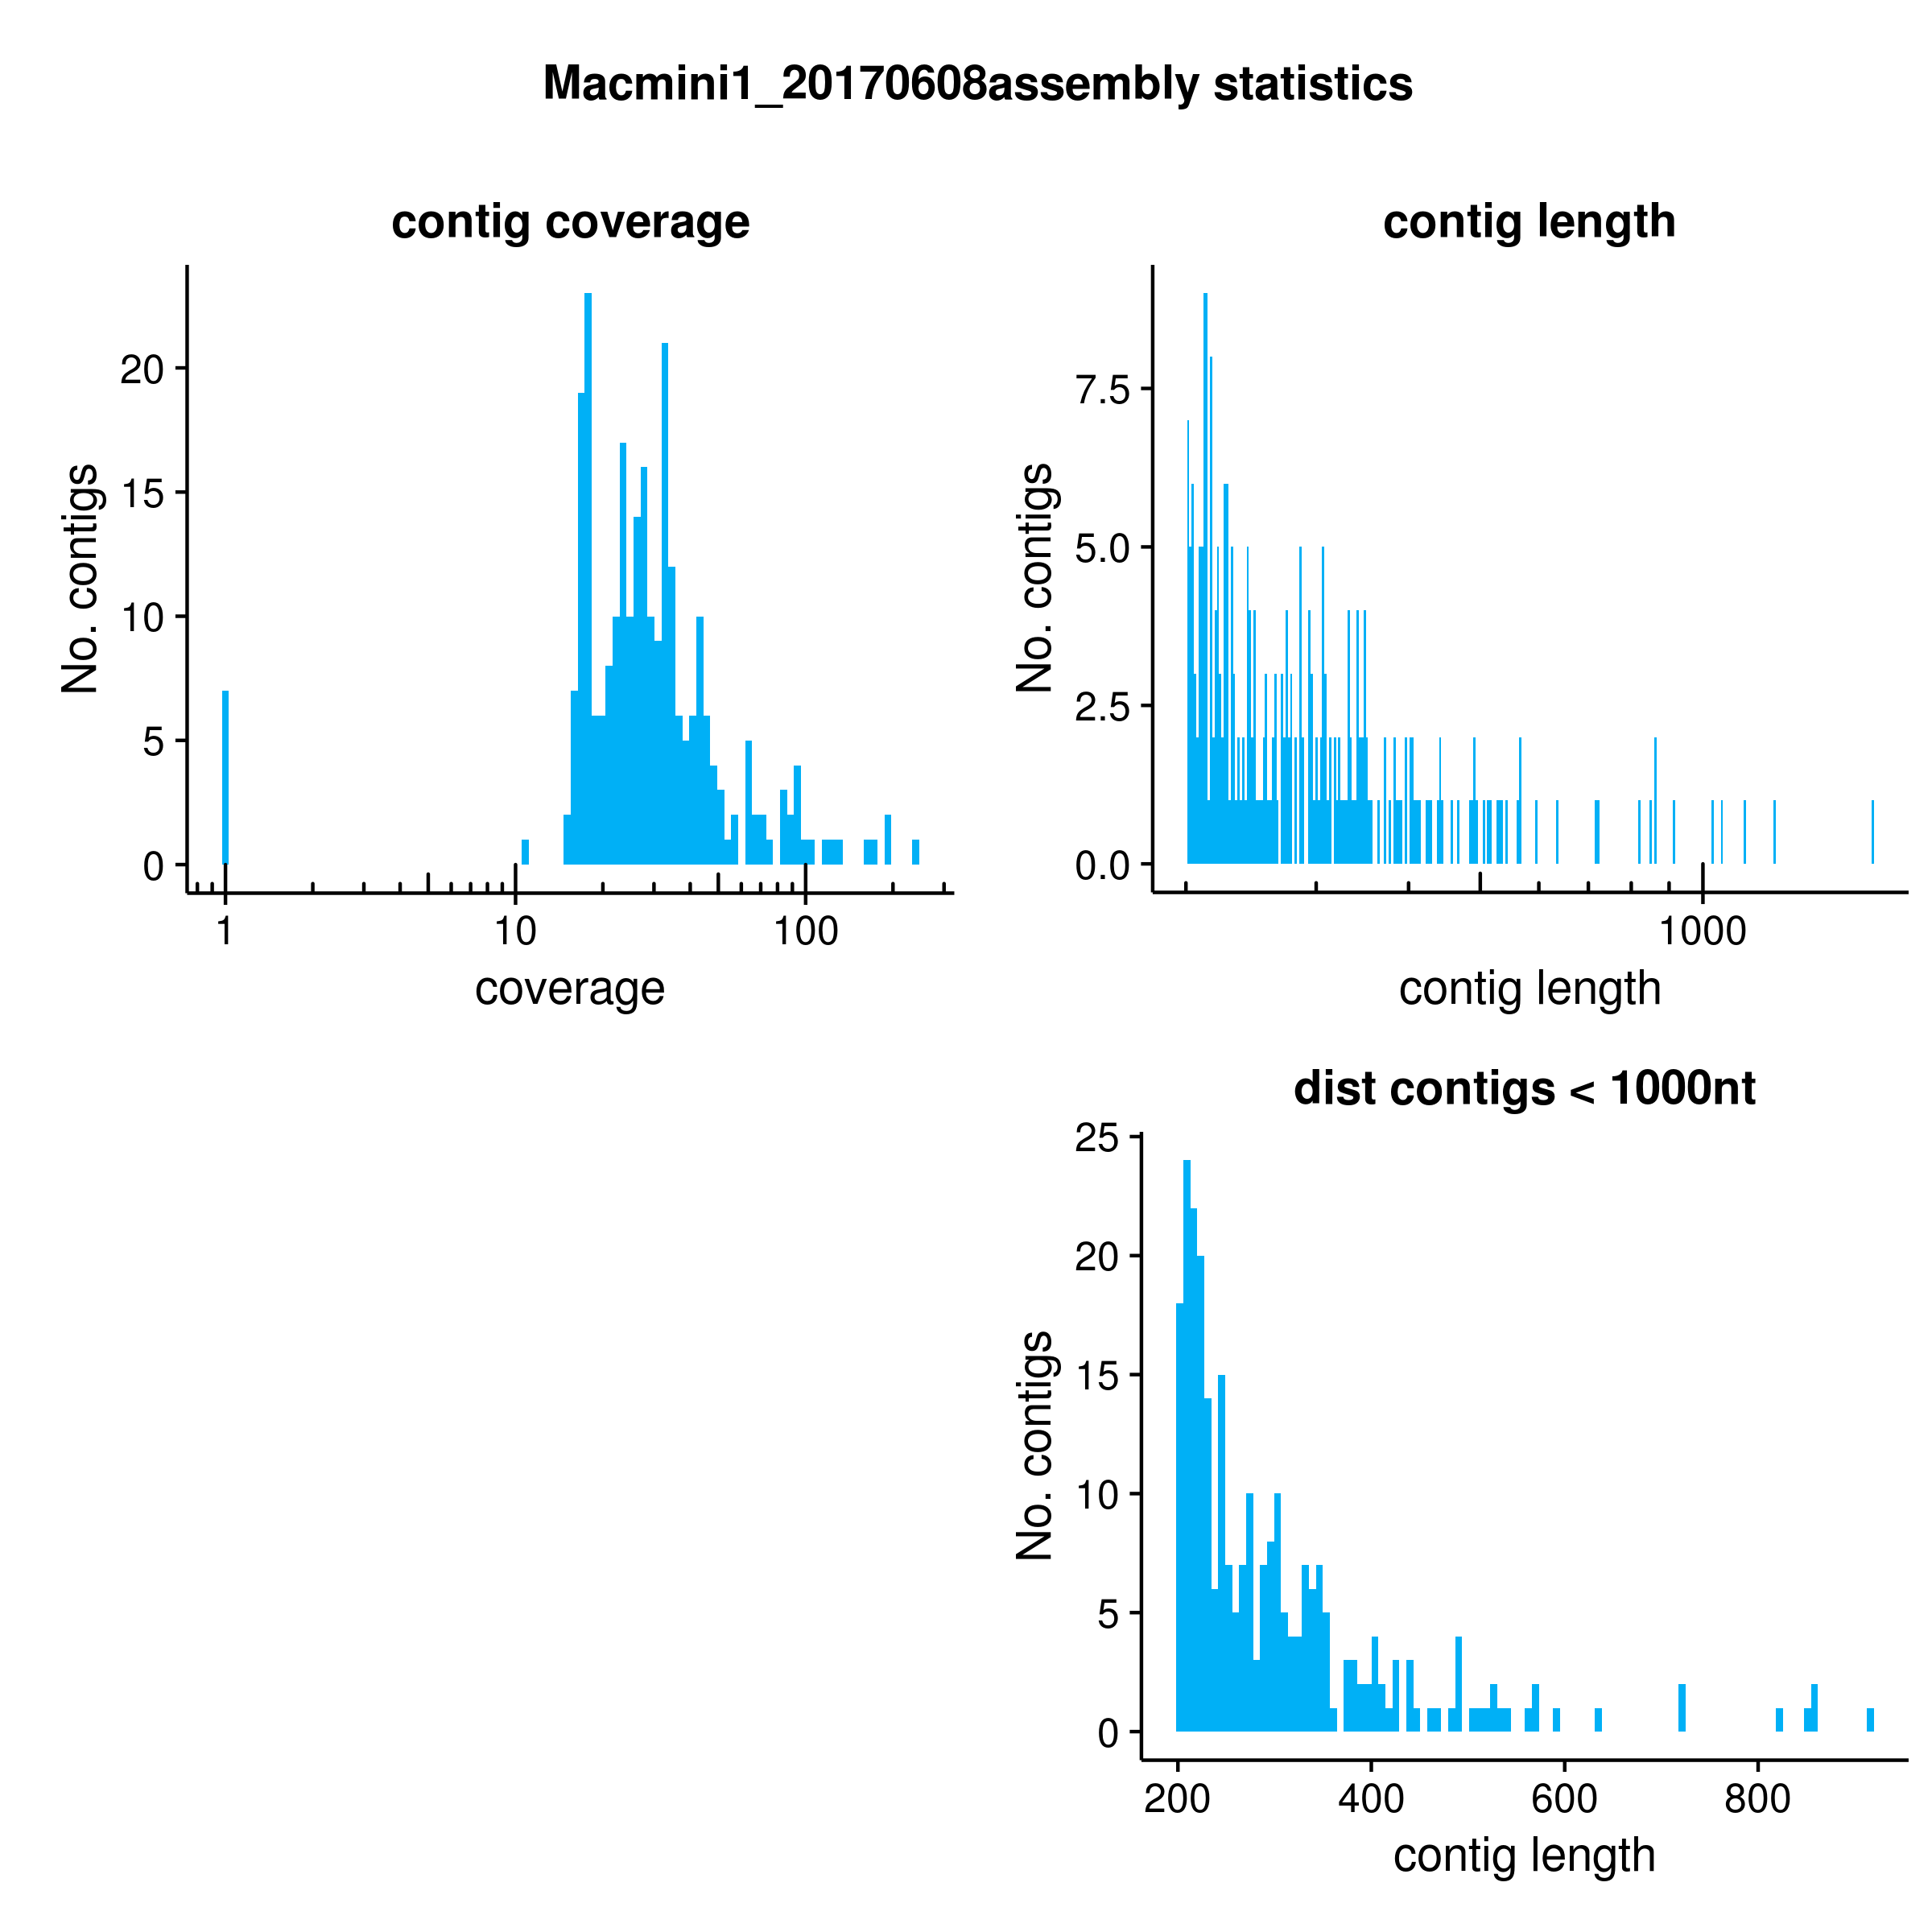 Macmini1_20170608assembly statistics
contig coverage
No. contigs
20
15
10
5
0
1 10 100
coverage
contig length
No. contigs
7.5
5.0
2.5
0.0
1000
contig length
dist contigs < 1000nt
No. contigs
25
20
15
10
5
0
200 400 600 800
contig length